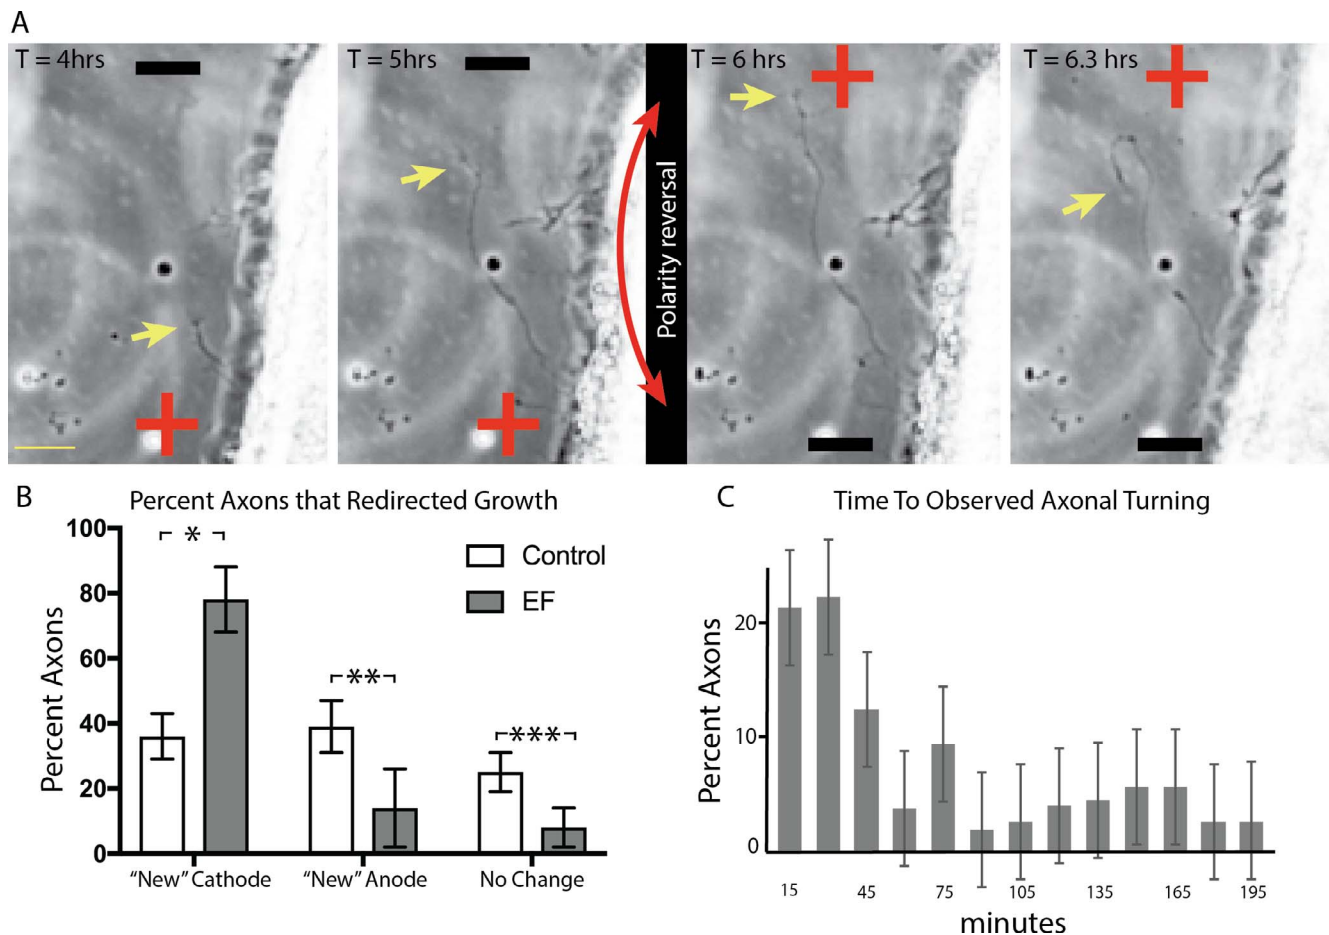 A
T = 4hrs
T = 5hrs
Polarity reversal
T = 6 hrs
T = 6.3 hrs
B
Percent Axons that Redirected Growth
Percent Axons
100
80
60
40
20
0
*
**
***
Control
EF
“New” Cathode
“New” Anode
No Change
C
Time To Observed Axonal Turning
Percent Axons
20
10
0
15 45 75 105 135 165 195
minutes